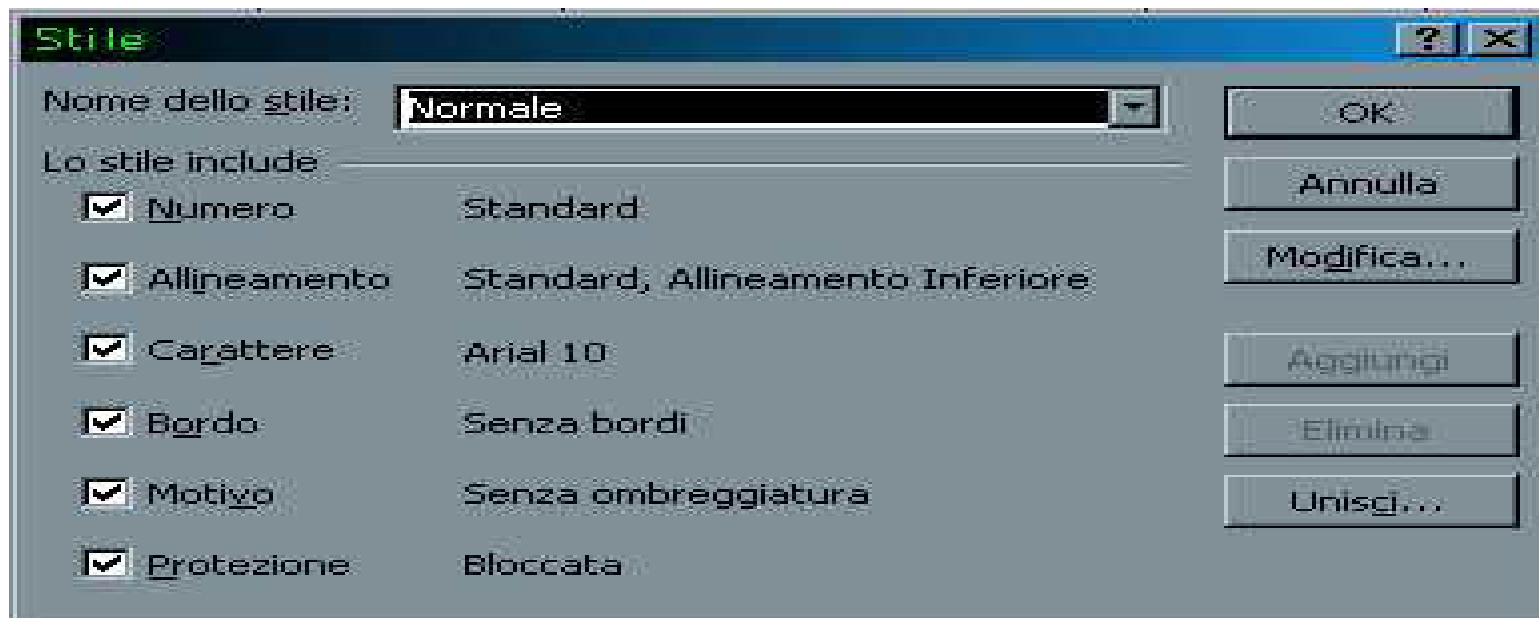 Stile
Nome dello stile: Normale
OK
Lo stile include
Annulla
Numero Standard
Modifica...
Allineamento Standard, Allineamento Inferiore
Carattere Arial 10
Aggiungi
Bordo Senza bordi
Elimina
Motivo Senza ombreggiatura
Unisci...
Protezione Bloccata